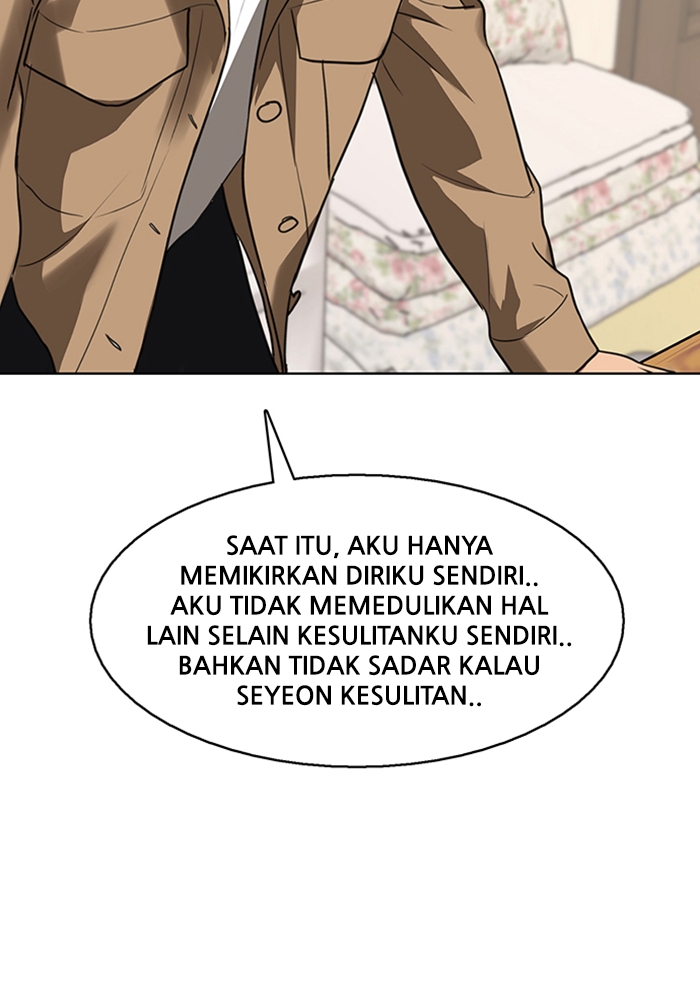 SAAT ITU, AKU HANYA
MEMIKIRKAN DIRIKU SENDIRI..
AKU TIDAK MEMEDULIKAN HAL
LAIN SELAIN KESULITANKU SENDIRI..
BAHKAN TIDAK SADAR KALAU
SEYEON KESULITAN..